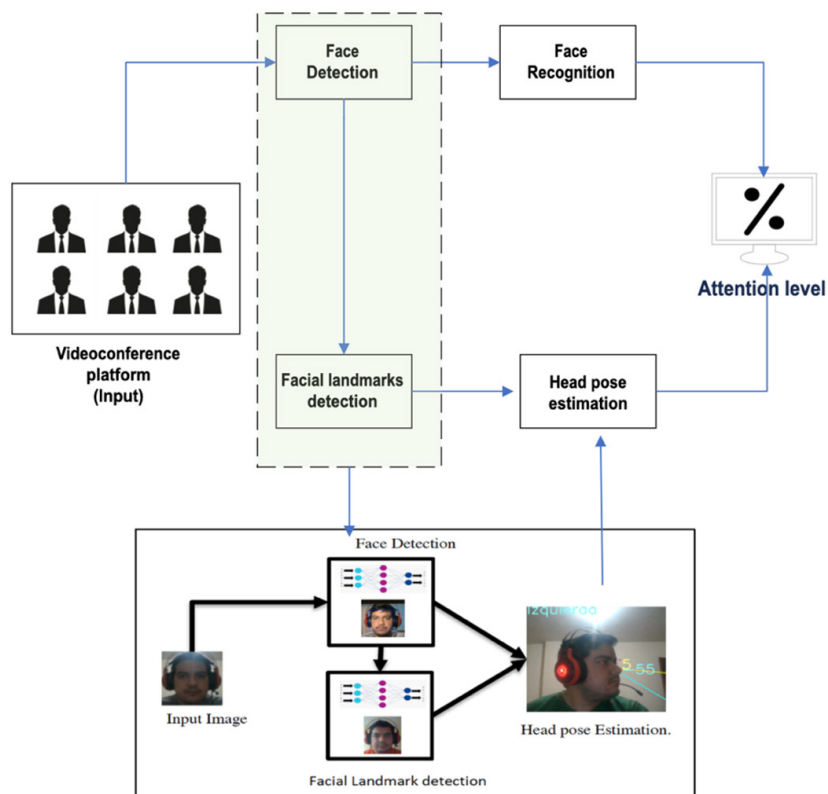 Face
Detection
Face
Recognition
%
Attention level
Videoconference
platform
(Input)
Facial landmarks
detection
Head pose
estimation
Face Detection
Input Image
Facial Landmark detection
Izquierda
5 55
Head pose Estimation.